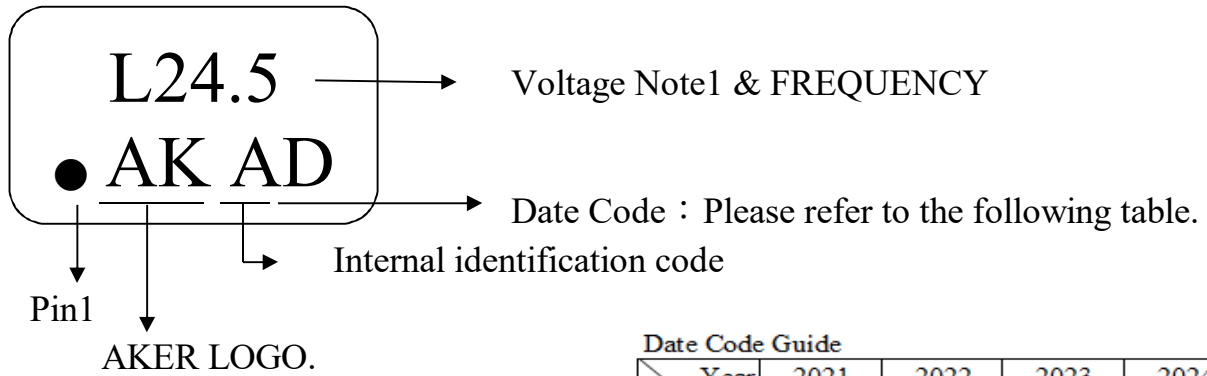 L24.5
Voltage Note1 & FREQUENCY
● AK AD
Date Code：Please refer to the following table.
Internal identification code
Pin1
AKER LOGO.
Date Code Guide
Year 2021 2022 2023 2024